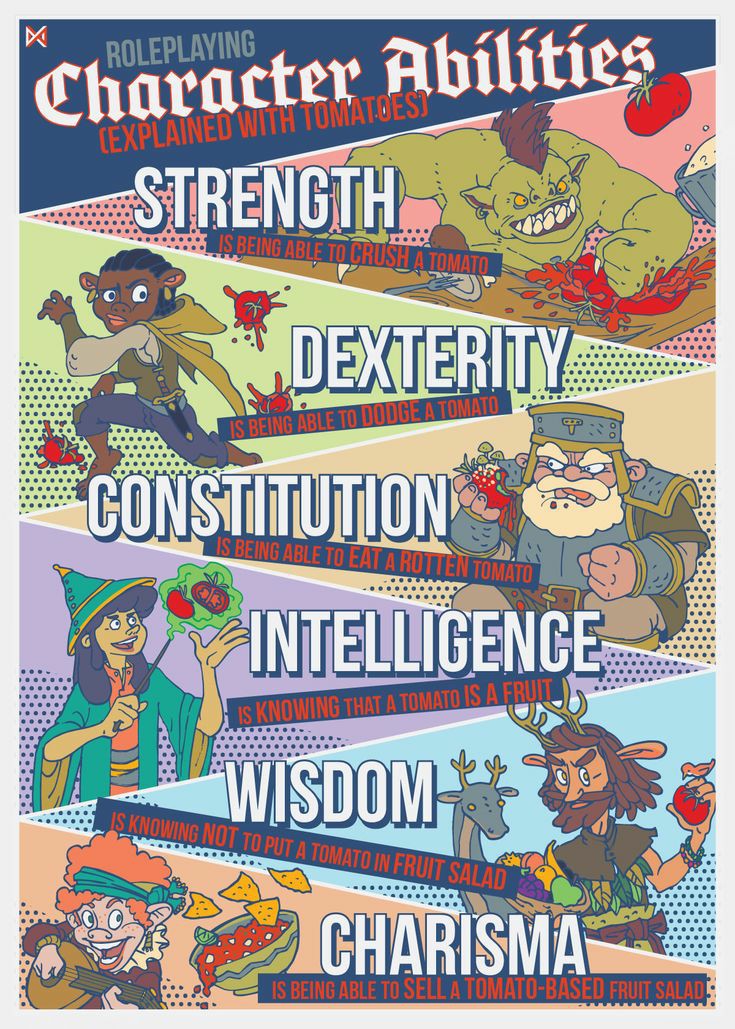 ROLEPLAYING
Character Abilities
(EXPLAINED WITH TOMATOES)
STRENGTH
IS BEING ABLE TO CRUSH A TOMATO
DEXTERITY
IS BEING ABLE TO DODGE A TOMATO
CONSTITUTION
IS BEING ABLE TO EAT A ROTTEN TOMATO
INTELLIGENCE
IS KNOWING THAT A TOMATO IS A FRUIT
WISDOM
IS KNOWING NOT TO PUT A TOMATO IN FRUIT SALAD
CHARISMA
IS BEING ABLE TO SELL A TOMATO-BASED FRUIT SALAD